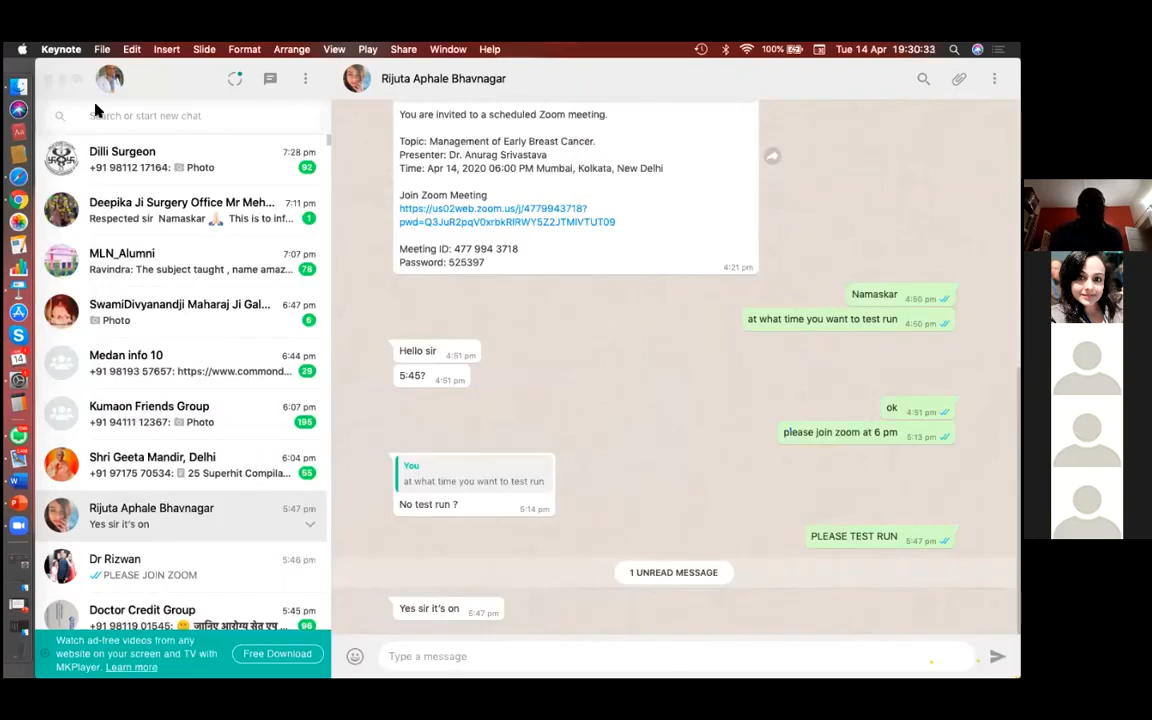 Keynote File Edit Insert Slide Format Arrange View Play Share Window Help 100% Tue 14 Apr 19:30:33
Search or start new chat
Dilli Surgeon 7:28 pm
+91 98112 17164: Photo 92
Deepika Ji Surgery Office Mr Meh... 7:11 pm
Respected sir Namaskar 🙏🏻 This is to inf... 1
MLN_Alumni 7:07 pm
Ravindra: The subject taught , name amaz... 78
SwamiDivyanandji Maharaj Ji Gal... 6:47 pm
Photo 6
Medan info 10 6:44 pm
+91 98193 57657: https://www.commond... 29
Kumaon Friends Group 6:07 pm
+91 94111 12367: Photo 195
Shri Geeta Mandir, Delhi 6:04 pm
+91 97175 70534: 25 Superhit Compila... 55
Rijuta Aphale Bhavnagar 5:47 pm
Yes sir it's on
Dr Rizwan 5:46 pm
PLEASE JOIN ZOOM
Doctor Credit Group 5:45 pm
+91 98119 01545: 😀 जानिए आरोग्य सेतु एप ... 96
Watch ad-free videos from any
website on your screen and TV with
MKPlayer. Learn more
Free Download
Rijuta Aphale Bhavnagar
You are invited to a scheduled Zoom meeting.
Topic: Management of Early Breast Cancer.
Presenter: Dr. Anurag Srivastava
Time: Apr 14, 2020 06:00 PM Mumbai, Kolkata, New Delhi
Join Zoom Meeting
https://us02web.zoom.us/j/4779943718?
pwd=Q3JuR2pqV0xrbkRIRWY5Z2JTMlVTUT09
Meeting ID: 477 994 3718
Password: 525397
4:21 pm
Namaskar 4:50 pm
at what time you want to test run 4:50 pm
Hello sir 4:51 pm
5:45? 4:51 pm
ok 4:51 pm
please join zoom at 6 pm 5:13 pm
You
at what time you want to test run
No test run ? 5:14 pm
PLEASE TEST RUN 5:47 pm
1 UNREAD MESSAGE
Yes sir it's on 5:47 pm
Type a message